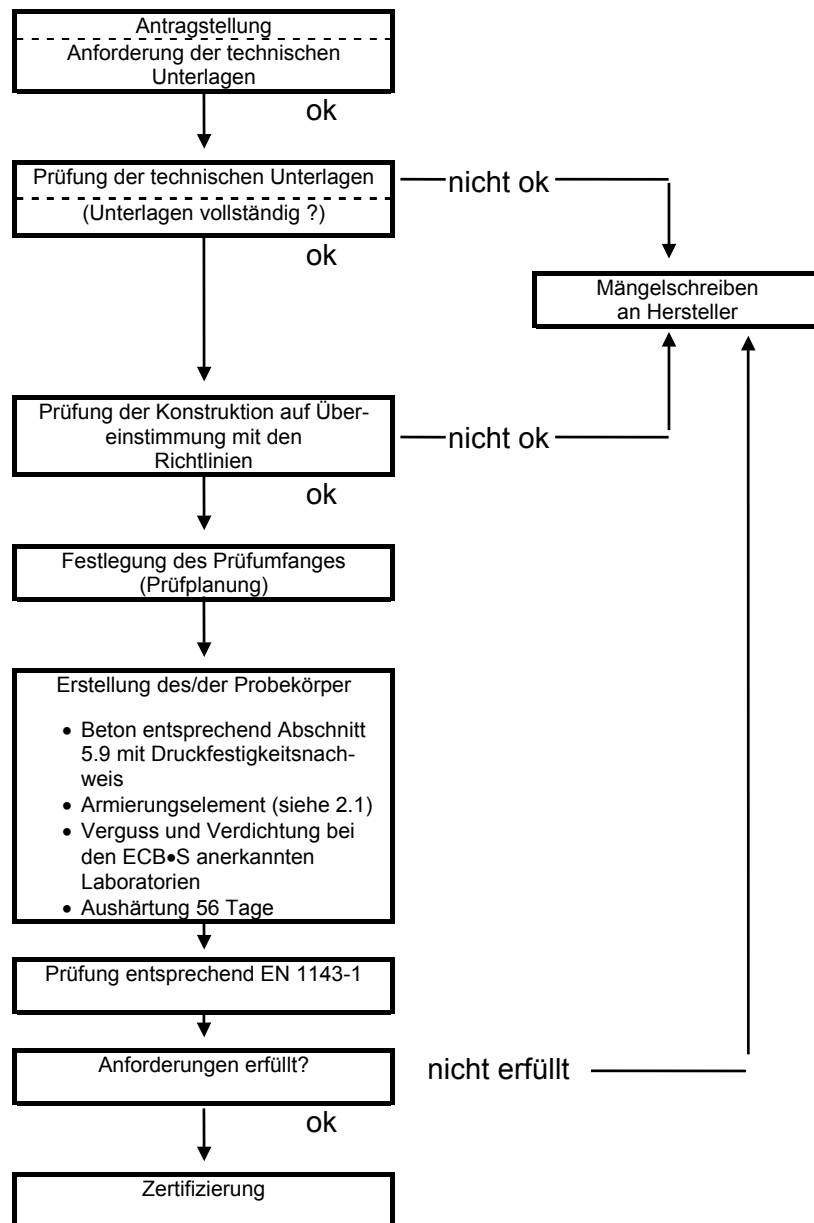 Antragstellung
Anforderung der technischen
Unterlagen
ok
Prüfung der technischen Unterlagen
nicht ok
(Unterlagen vollständig ?)
ok
Mängelschreiben
an Hersteller
Prüfung der Konstruktion auf Über-
einstimmung mit den
Richtlinien
nicht ok
ok
Festlegung des Prüfumfanges
(Prüfplanung)
Erstellung des/der Probekörper
• Beton entsprechend Abschnitt
5.9 mit Druckfestigkeitsnach-
weis
• Armierungselement (siehe 2.1)
• Verguss und Verdichtung bei
den ECB•S anerkannten
Laboratorien
• Aushärtung 56 Tage
Prüfung entsprechend EN 1143-1
Anforderungen erfüllt?
nicht erfüllt
ok
Zertifizierung